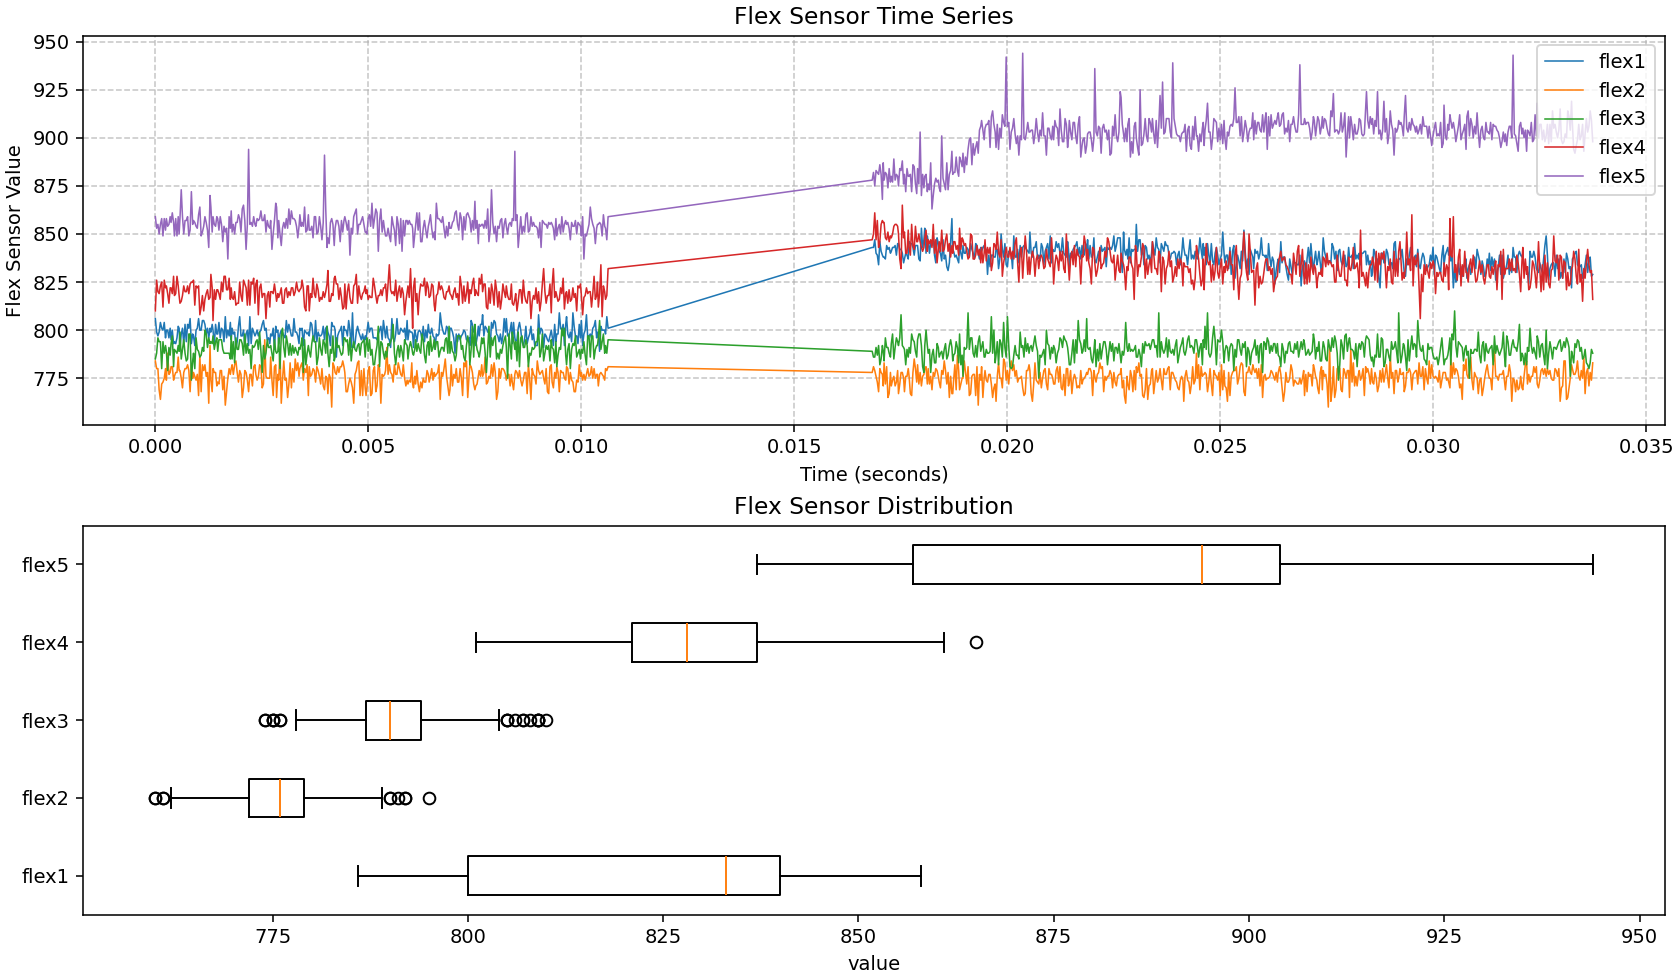 Flex Sensor Time Series
Flex Sensor Value
950
925
900
875
850
825
800
775
flex1
flex2
flex3
flex4
flex5
0.000 0.005 0.010 0.015 0.020 0.025 0.030 0.035
Time (seconds)
Flex Sensor Distribution
flex5
flex4
flex3
flex2
flex1
775 800 825 850 875 900 925 950
value